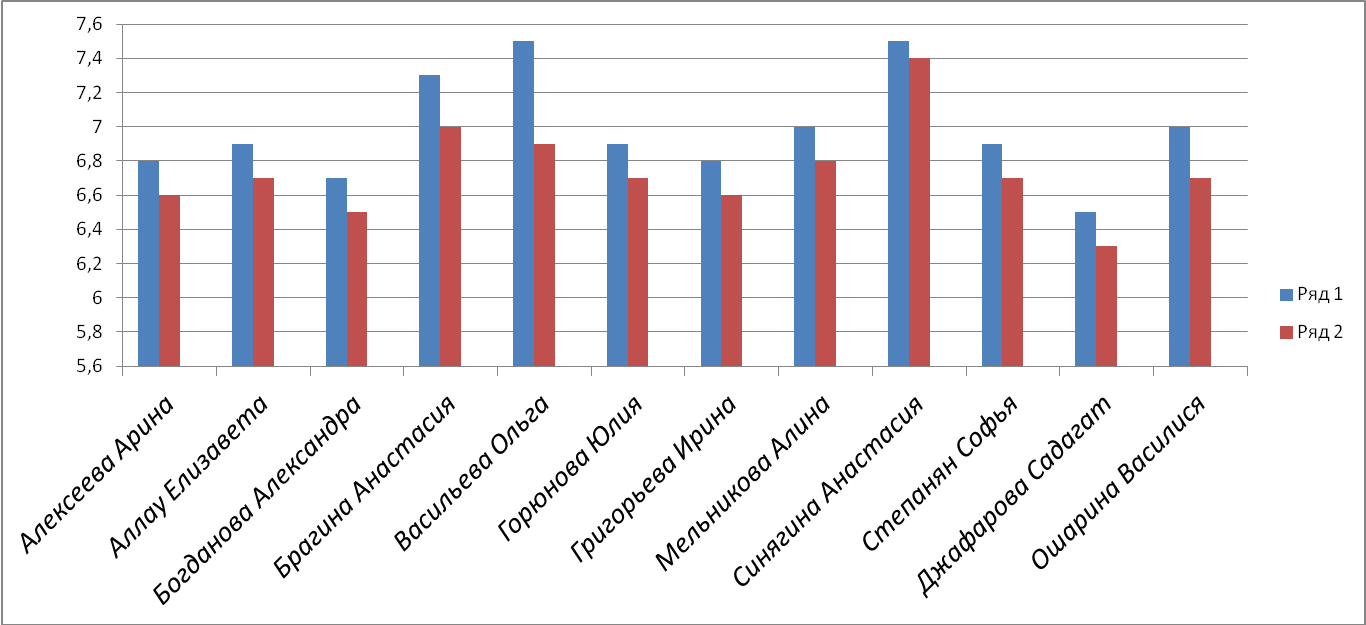 7,6
7,4
7,2
7
6,8
6,6
6,4
6,2
6
5,8
5,6
Алексеева Арина
Аллау Елизавета
Богданова Александра
Брагина Анастасия
Васильева Ольга
Горюнова Юлия
Григорьева Ирина
Мельникова Алина
Синягина Анастасия
Степанян Софья
Джафарова Садагат
Ошарина Василися
Ряд 1
Ряд 2